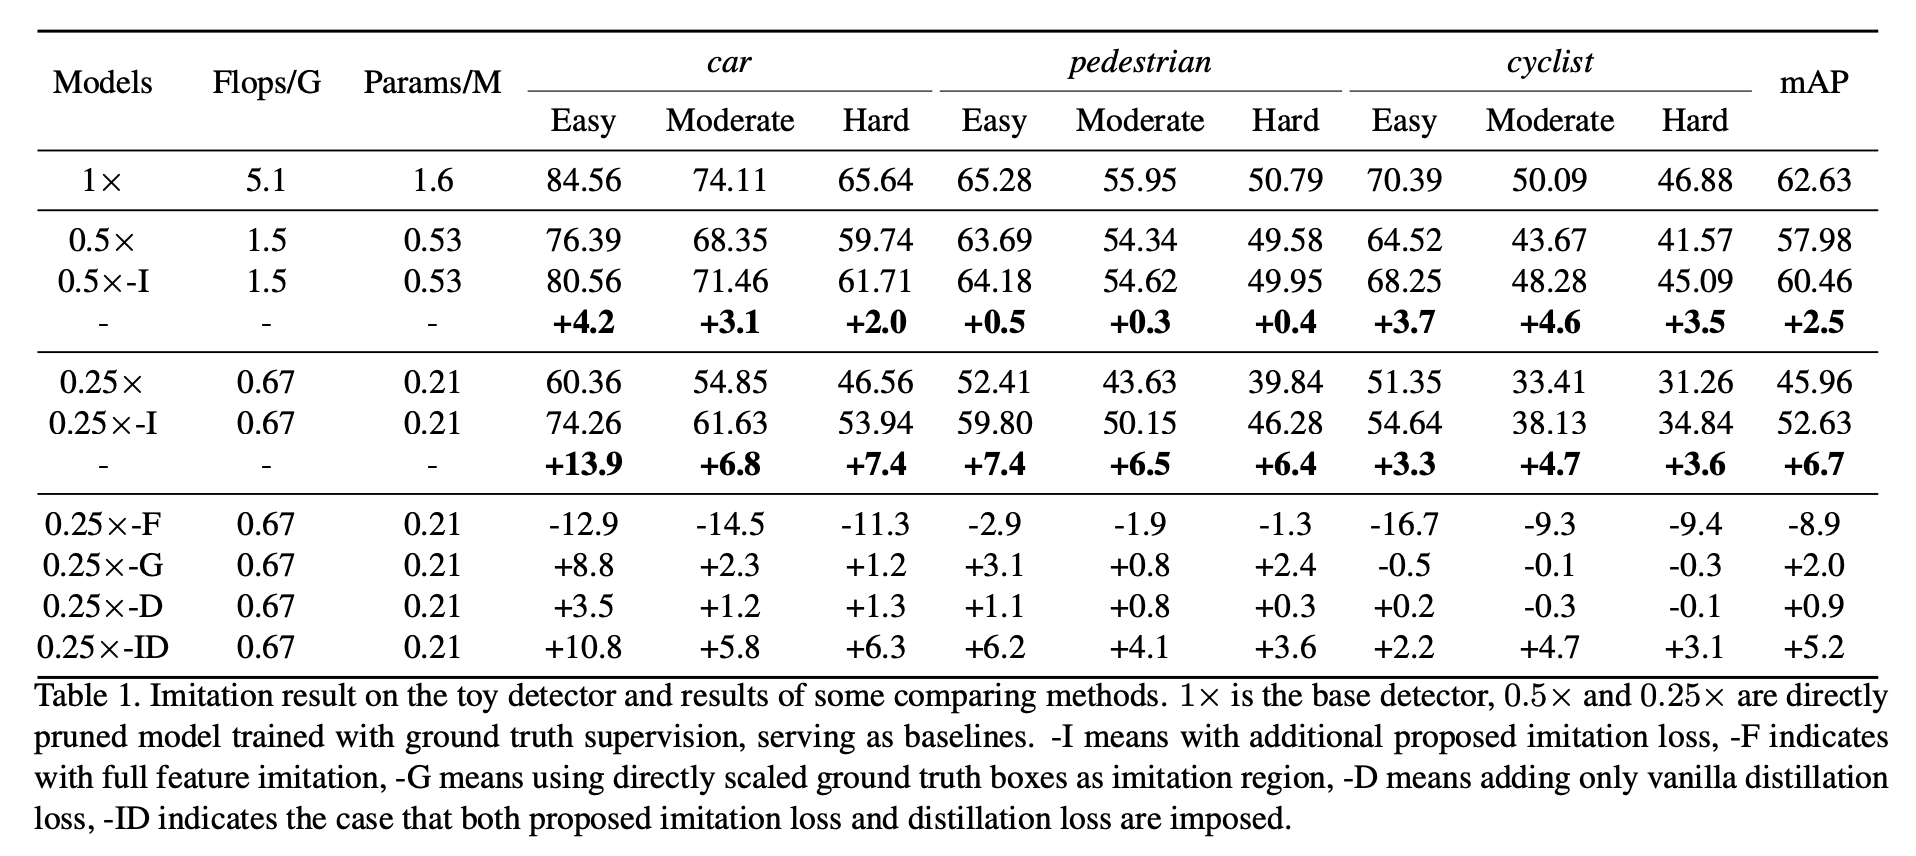 Models Flops/G Params/M car pedestrian cyclist mAP
Easy Moderate Hard Easy Moderate Hard Easy Moderate Hard
1× 5.1 1.6 84.56 74.11 65.64 65.28 55.95 50.79 70.39 50.09 46.88 62.63
0.5× 1.5 0.53 76.39 68.35 59.74 63.69 54.34 49.58 64.52 43.67 41.57 57.98
0.5×-I 1.5 0.53 80.56 71.46 61.71 64.18 54.62 49.95 68.25 48.28 45.09 60.46
- - - +4.2 +3.1 +2.0 +0.5 +0.3 +0.4 +3.7 +4.6 +3.5 +2.5
0.25× 0.67 0.21 60.36 54.85 46.56 52.41 43.63 39.84 51.35 33.41 31.26 45.96
0.25×-I 0.67 0.21 74.26 61.63 53.94 59.80 50.15 46.28 54.64 38.13 34.84 52.63
- - - +13.9 +6.8 +7.4 +7.4 +6.5 +6.4 +3.3 +4.7 +3.6 +6.7
0.25×-F 0.67 0.21 -12.9 -14.5 -11.3 -2.9 -1.9 -1.3 -16.7 -9.3 -9.4 -8.9
0.25×-G 0.67 0.21 +8.8 +2.3 +1.2 +3.1 +0.8 +2.4 -0.5 -0.1 -0.3 +2.0
0.25×-D 0.67 0.21 +3.5 +1.2 +1.3 +1.1 +0.8 +0.3 +0.2 -0.3 -0.1 +0.9
0.25×-ID 0.67 0.21 +10.8 +5.8 +6.3 +6.2 +4.1 +3.6 +2.2 +4.7 +3.1 +5.2
Table 1. Imitation result on the toy detector and results of some comparing methods. 1× is the base detector, 0.5× and 0.25× are directly
pruned model trained with ground truth supervision, serving as baselines. -I means with additional proposed imitation loss, -F indicates
with full feature imitation, -G means using directly scaled ground truth boxes as imitation region, -D means adding only vanilla distillation
loss, -ID indicates the case that both proposed imitation loss and distillation loss are imposed.